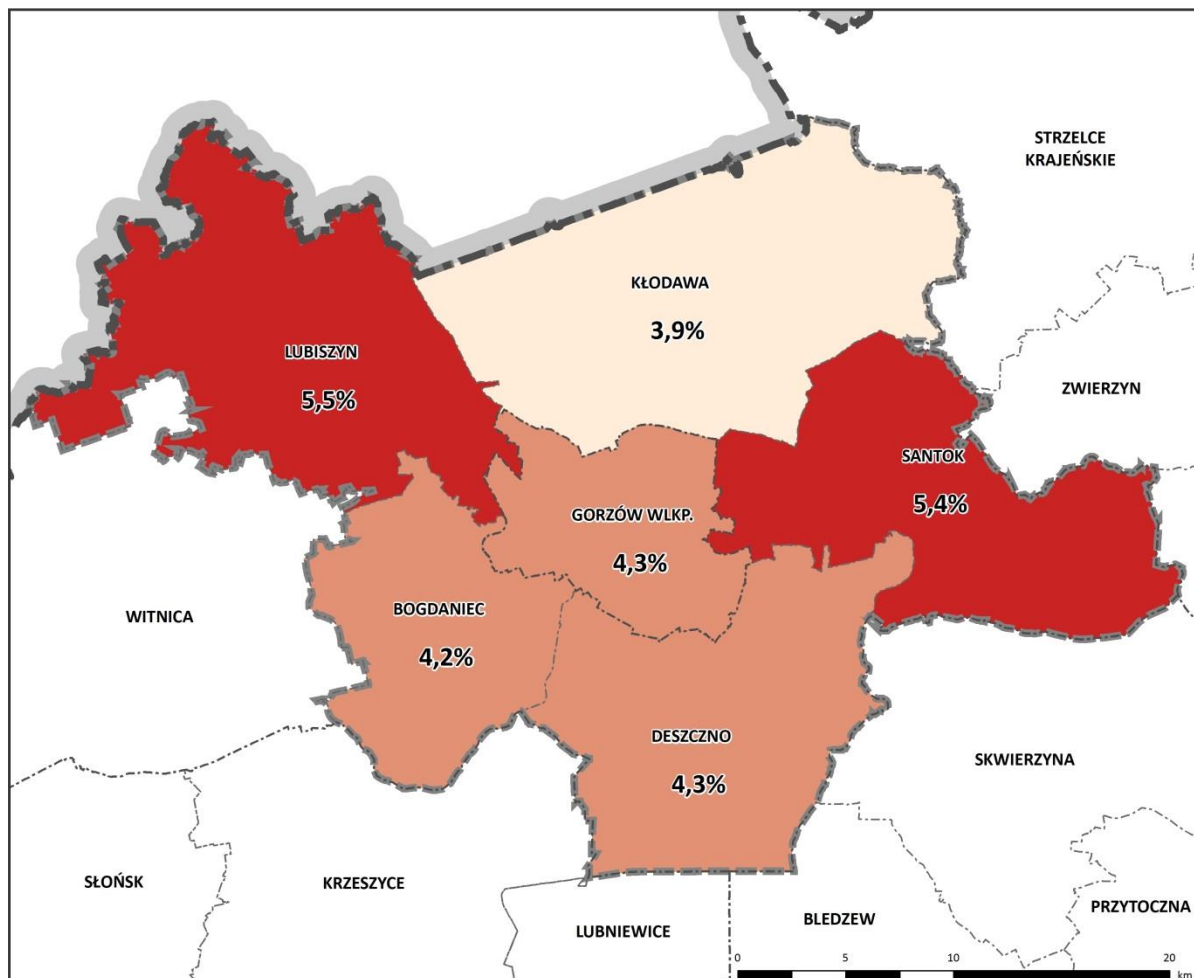 STRZELCE
KRAJEŃSKIE
KŁODAWA
3,9%
LUBISZYN
5,5%
ZWIERZYN
SANTOK
5,4%
GORZÓW WLKP.
4,3%
WITNICA
BOGDANIEC
4,2%
DESZCZNO
4,3%
SKWIERZYNA
SŁOŃSK
KRZESZYCE
LUBNIEWICE
BLEDZEW
PRZYTOCZNA
0 5 10 20
km